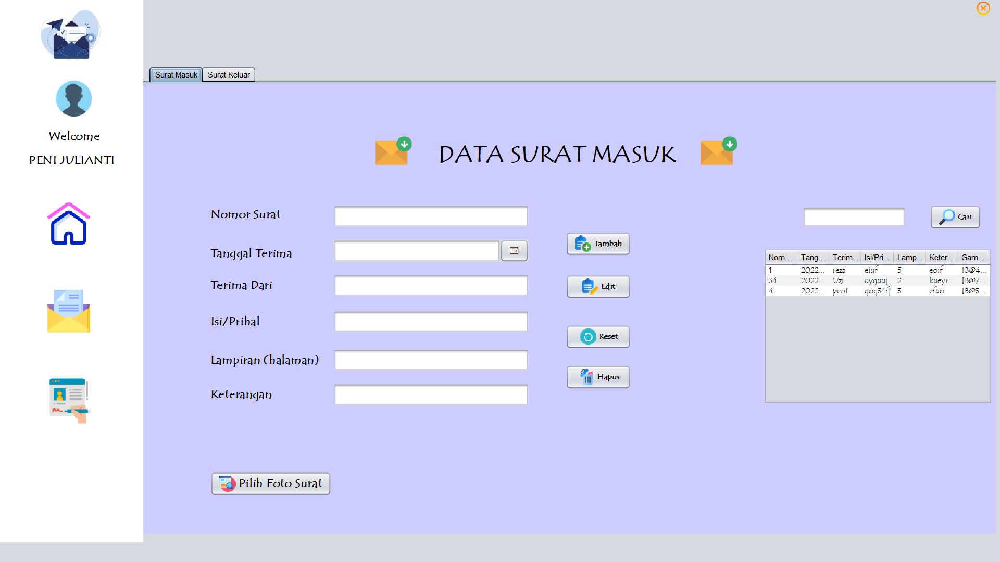 Surat Masuk Surat Keluar
Welcome
PENI JULIANTI
DATA SURAT MASUK
Nomor Surat
Tanggal Terima
Terima Dari
Isi/Prihal
Lampiran (halaman)
Keterangan
Pilih Foto Surat
Tambah
Edit
Reset
Hapus
Cari
Nom... Tang... Terim... Isi/Pri... Lamp... Keter... Gam...
1 2022... reza eiuf 5 eoif [B@4...
34 2022... Uzi uyguuj 2 kueyr... [B@7...
4 2022... peni qoq34fj 3 efuo [B@3...